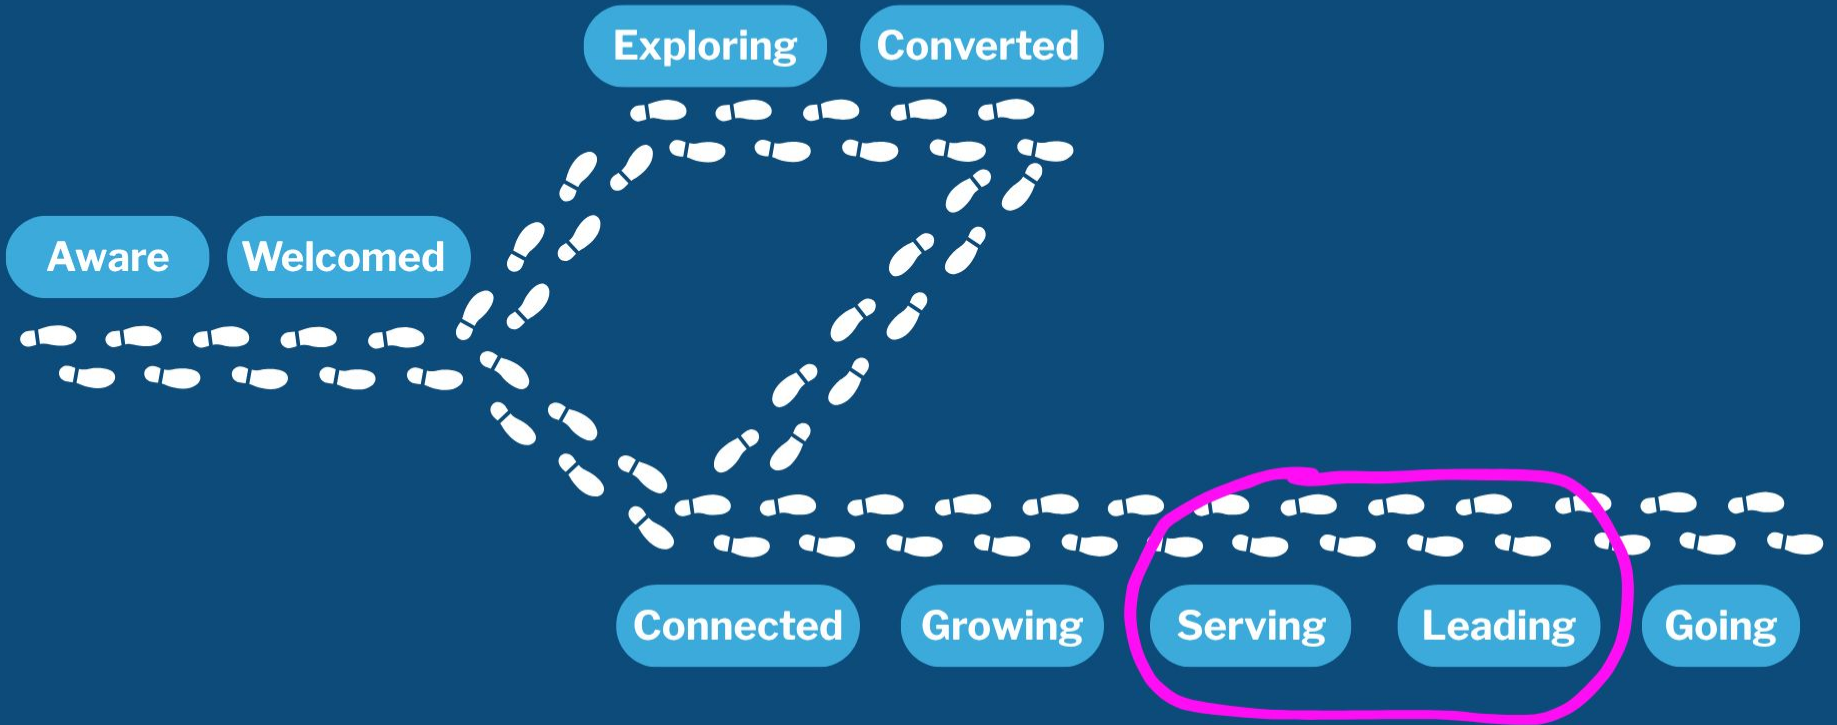 Exploring Converted
Aware Welcomed
Connected Growing Serving Leading Going